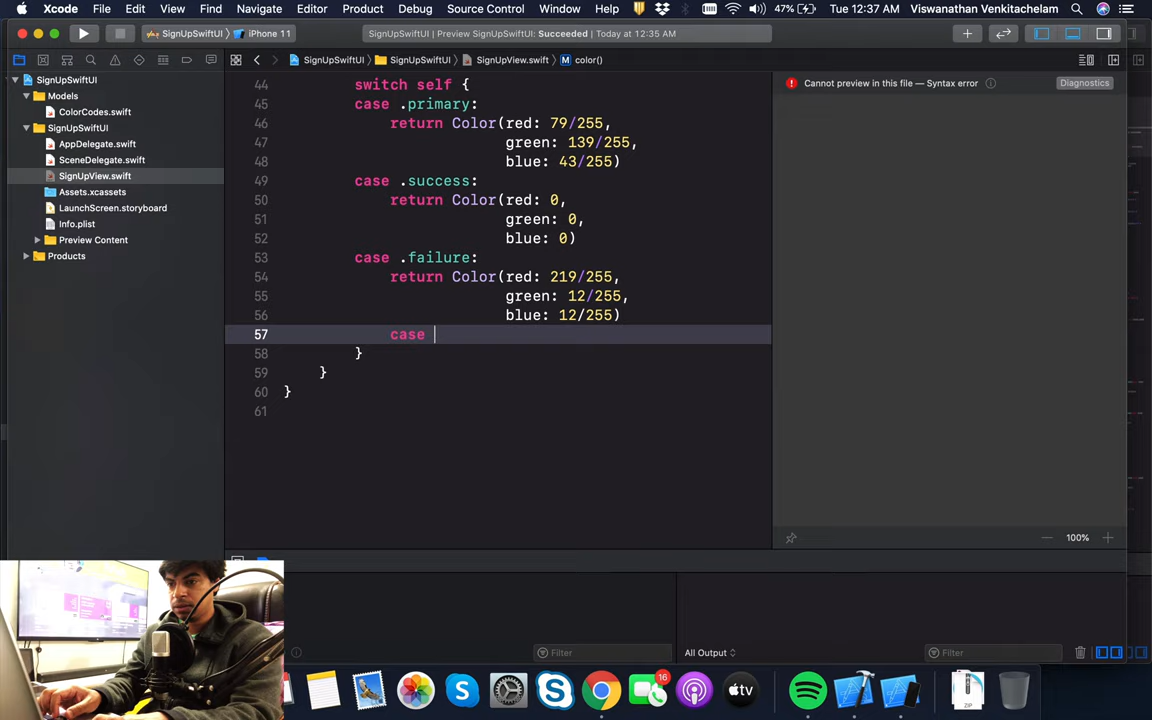 Xcode File Edit View Find Navigate Editor Product Debug Source Control Window Help 47% Tue 12:37 AM Viswanathan Venkitachelam
SignUpSwiftUI iPhone 11 SignUpSwiftUI | Preview SignUpSwiftUI: Succeeded | Today at 12:35 AM
SignUpSwiftUI SignUpSwiftUI SignUpView.swift M color()
SignUpSwiftUI
Models
ColorCodes.swift
SignUpSwiftUI
AppDelegate.swift
SceneDelegate.swift
SignUpView.swift
Assets.xcassets
LaunchScreen.storyboard
Info.plist
Preview Content
Products
44 switch self {
45 case .primary:
46 return Color(red: 79/255,
47 green: 139/255,
48 blue: 43/255)
49 case .success:
50 return Color(red: 0,
51 green: 0,
52 blue: 0)
53 case .failure:
54 return Color(red: 219/255,
55 green: 12/255,
56 blue: 12/255)
57 case
58 }
59 }
60 }
61
Cannot preview in this file — Syntax error Diagnostics
100%
Filter All Output Filter
16
tv
ZIP